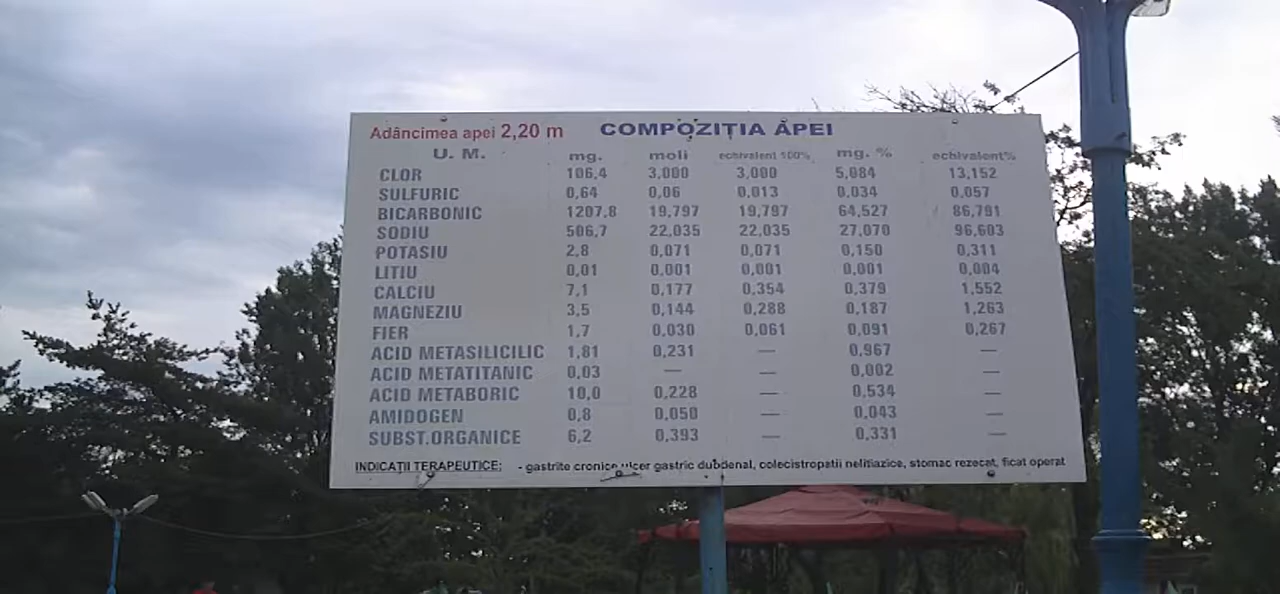 Adâncimea apei 2,20 m COMPOZIȚIA APEI
U. M. mg. moli echivalent 100% mg. % echivalent%
CLOR 106,4 3,000 3,000 5,084 13,152
SULFURIC 0,64 0,06 0,013 0,034 0,057
BICARBONIC 1207,8 19,797 19,797 64,527 86,791
SODIU 506,7 22,035 22,035 27,070 96,603
POTASIU 2,8 0,071 0,071 0,150 0,311
LITIU 0,01 0,001 0,001 0,001 0,004
CALCIU 7,1 0,177 0,354 0,379 1,552
MAGNEZIU 3,5 0,144 0,288 0,187 1,263
FIER 1,7 0,030 0,061 0,091 0,267
ACID METASILICILIC 1,81 0,231 — 0,967 —
ACID METATITANIC 0,03 — — 0,002 —
ACID METABORIC 10,0 0,228 — 0,534 —
AMIDOGEN 0,8 0,050 — 0,043 —
SUBST.ORGANICE 6,2 0,393 — 0,331 —
INDICAȚII TERAPEUTICE: - gastrite cronice ulcer gastric dubdenal, colecistropatii nelitiazice, stomac rezecat, ficat operat